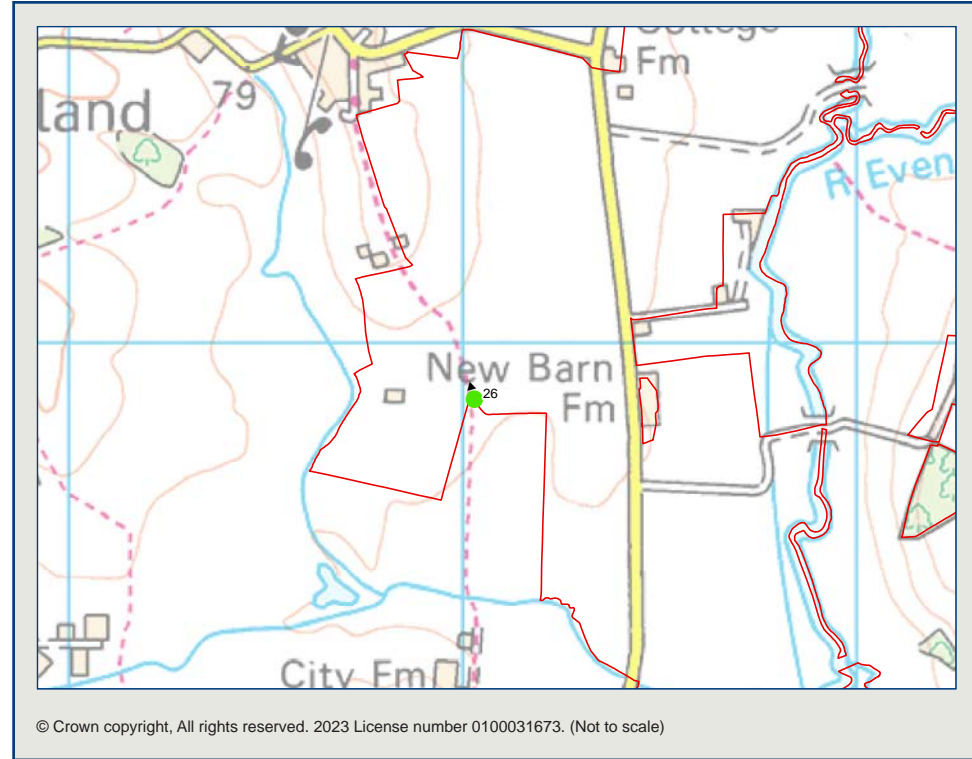 Fm
79
land
R Even
New Barn
Fm
26
City Fm
© Crown copyright, All rights reserved. 2023 License number 0100031673. (Not to scale)